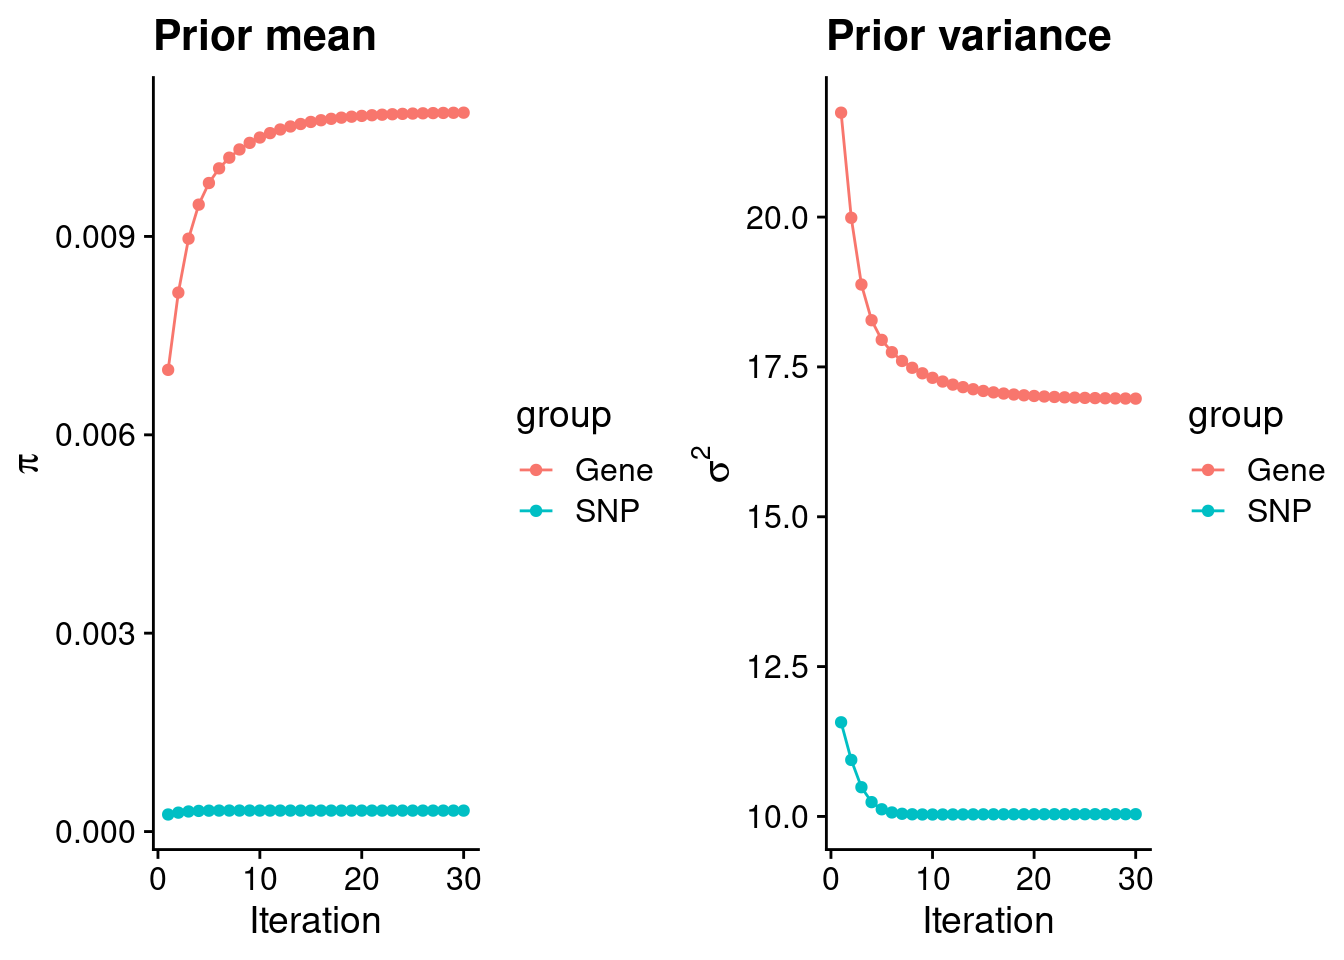 Prior mean
π
0.009
0.006
0.003
0.000
0 10 20 30
Iteration
group
Gene
SNP
Prior variance
σ²
20.0
17.5
15.0
12.5
10.0
0 10 20 30
Iteration
group
Gene
SNP